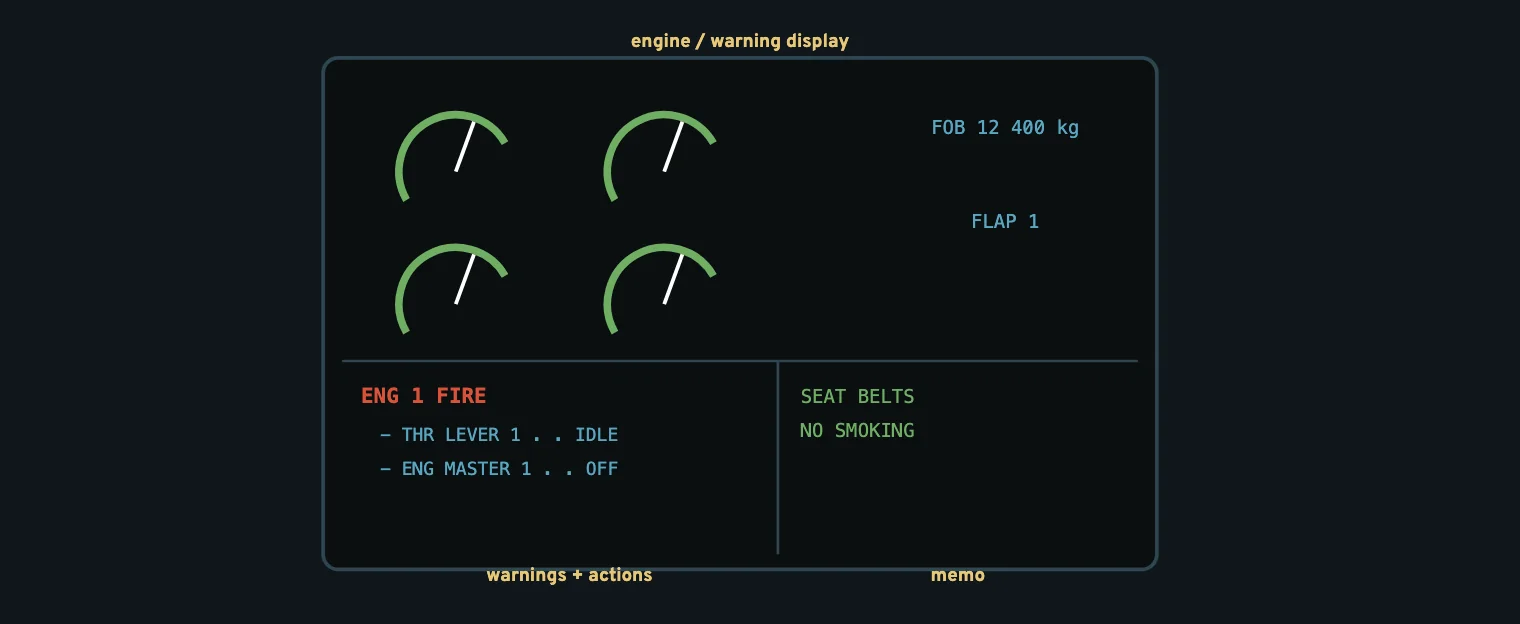 engine / warning display
FOB 12 400 kg
FLAP 1
ENG 1 FIRE
– THR LEVER 1 . . IDLE
– ENG MASTER 1 . . OFF
SEAT BELTS
NO SMOKING
warnings + actions
memo